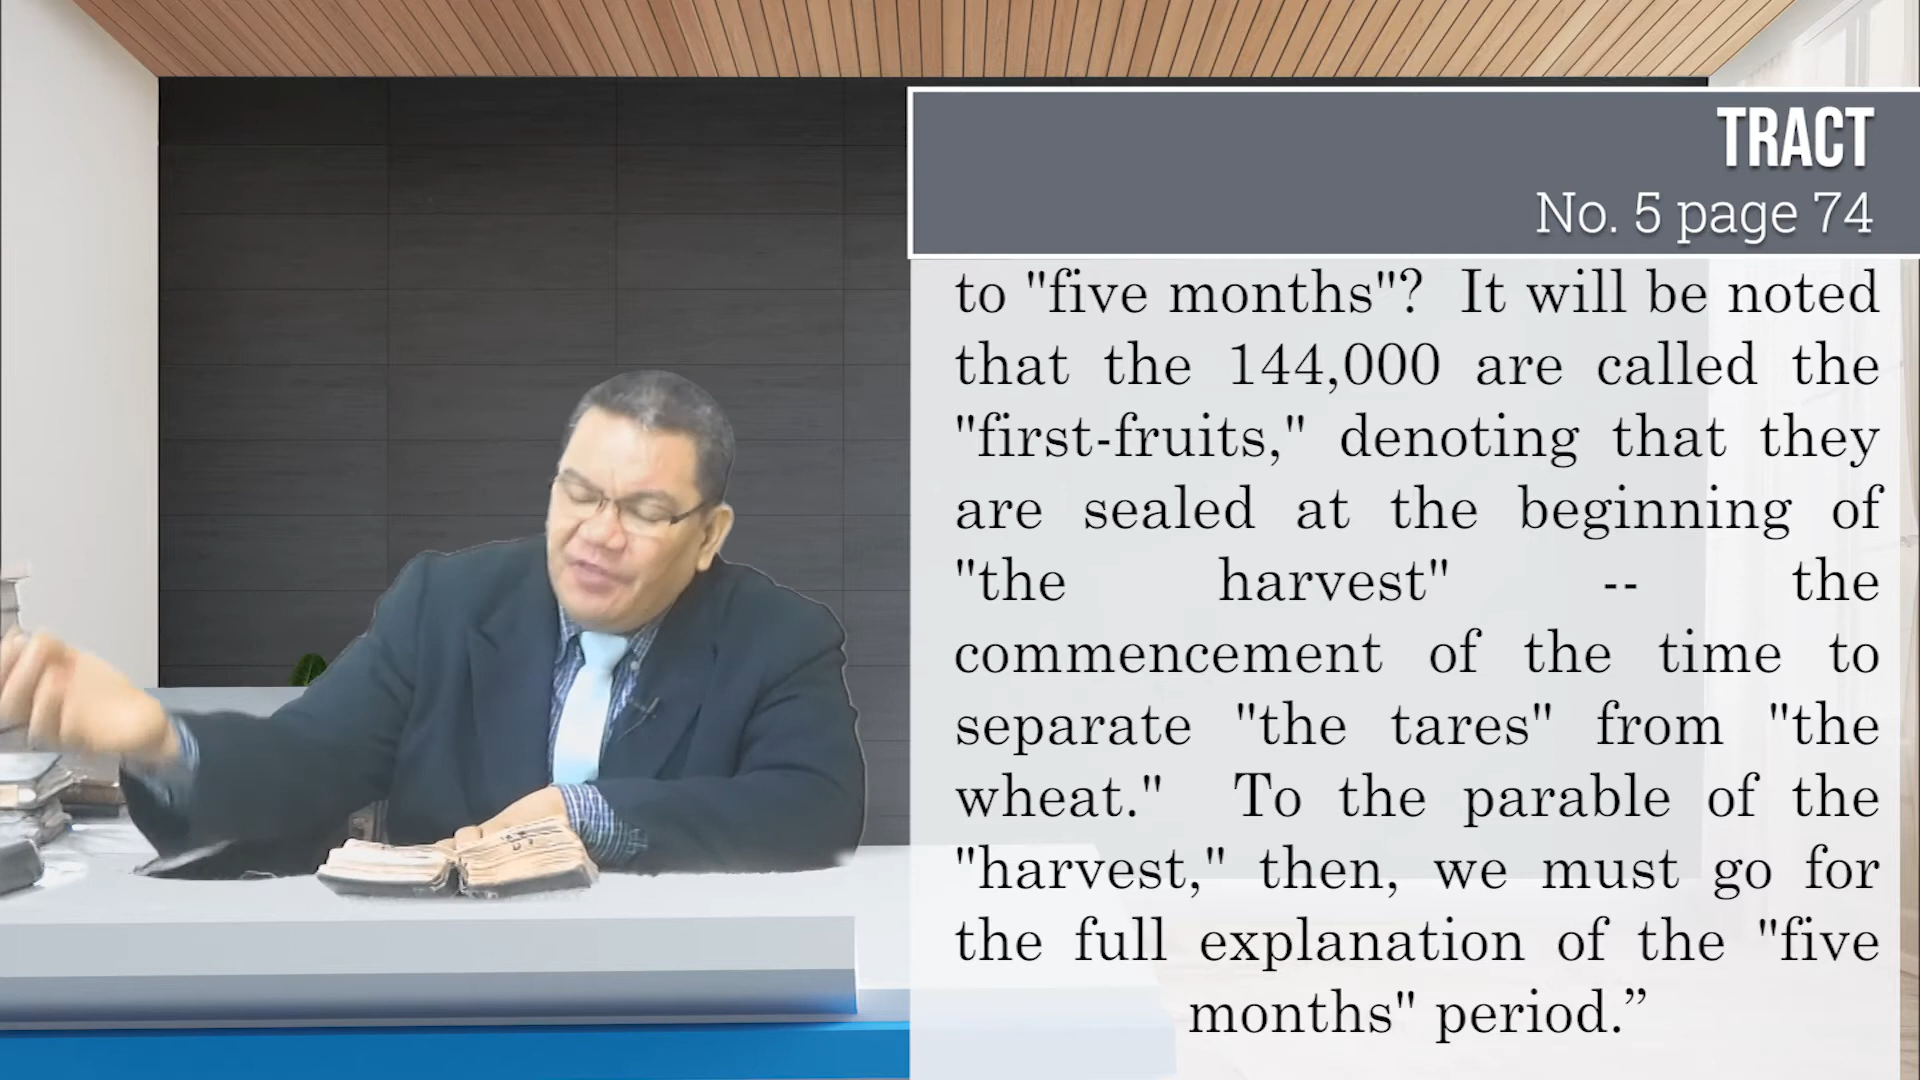 TRACT
No. 5 page 74
to "five months"?  It will be noted
that the 144,000 are called the
"first-fruits," denoting that they
are sealed at the beginning of
"the harvest" -- the
commencement of the time to
separate "the tares" from "the
wheat."  To the parable of the
"harvest," then, we must go for
the full explanation of the "five
months" period.”